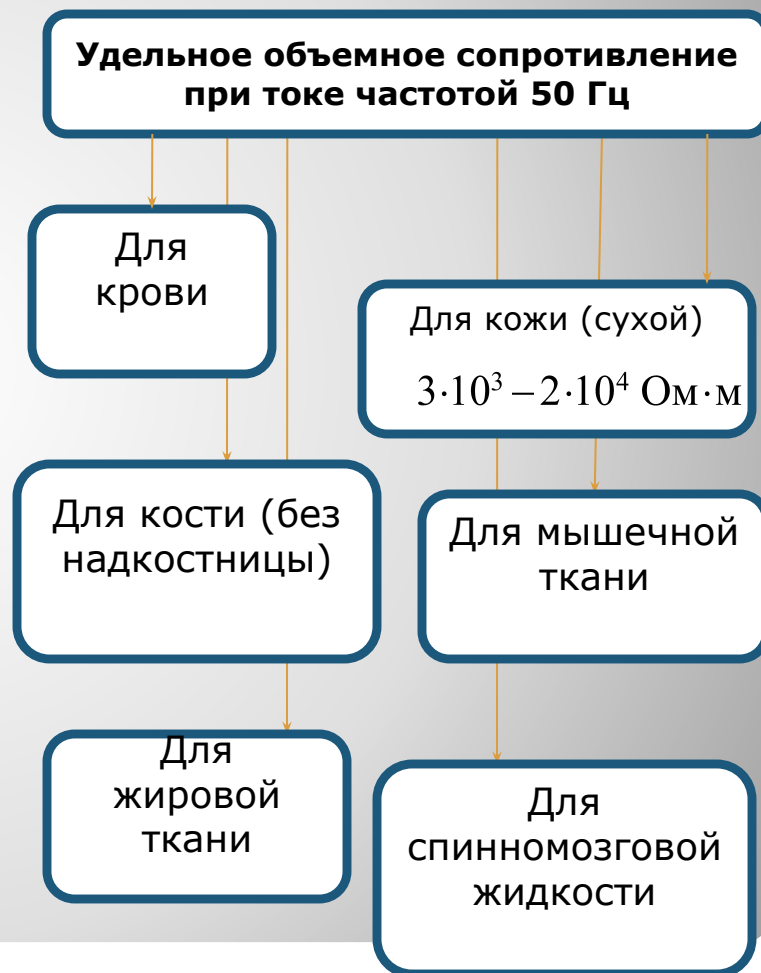 Удельное объемное сопротивление
при токе частотой 50 Гц
Для
крови
Для кожи (сухой)
3·10³ – 2·10⁴ Ом·м
Для кости (без
надкостницы)
Для мышечной
ткани
Для
жировой
ткани
Для
спинномозговой
жидкости